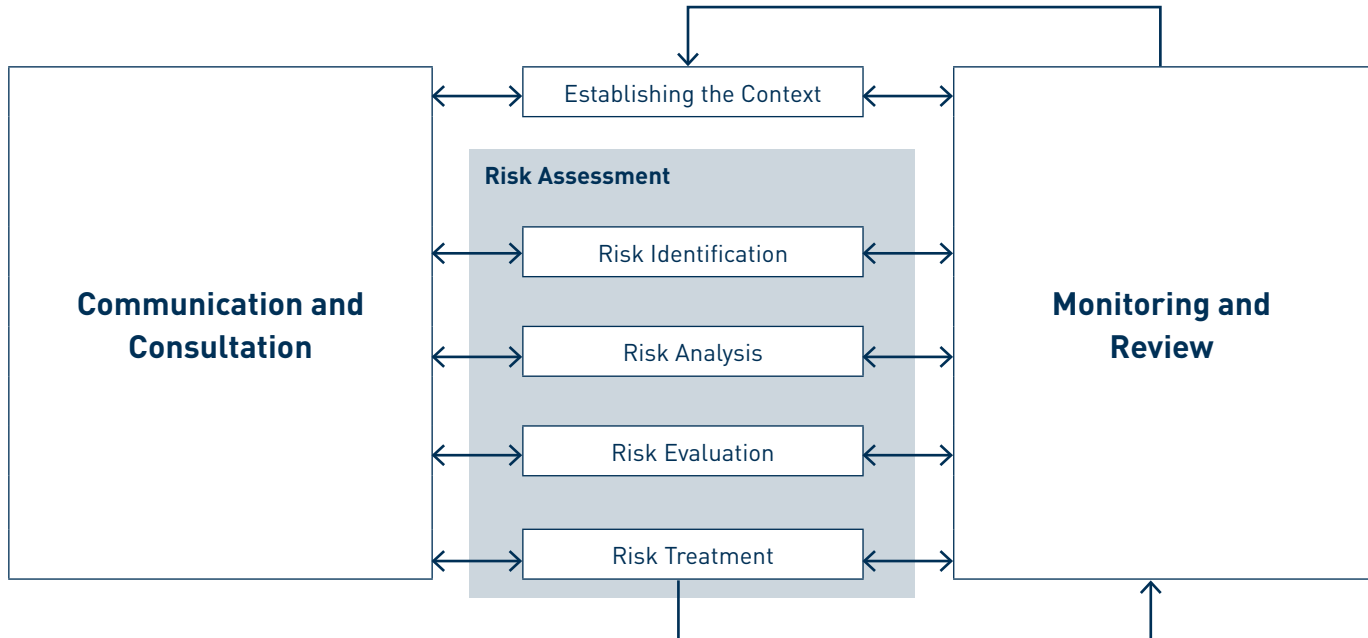 Establishing the Context
Risk Assessment
Risk Identification
Communication and
Consultation
Monitoring and
Review
Risk Analysis
Risk Evaluation
Risk Treatment